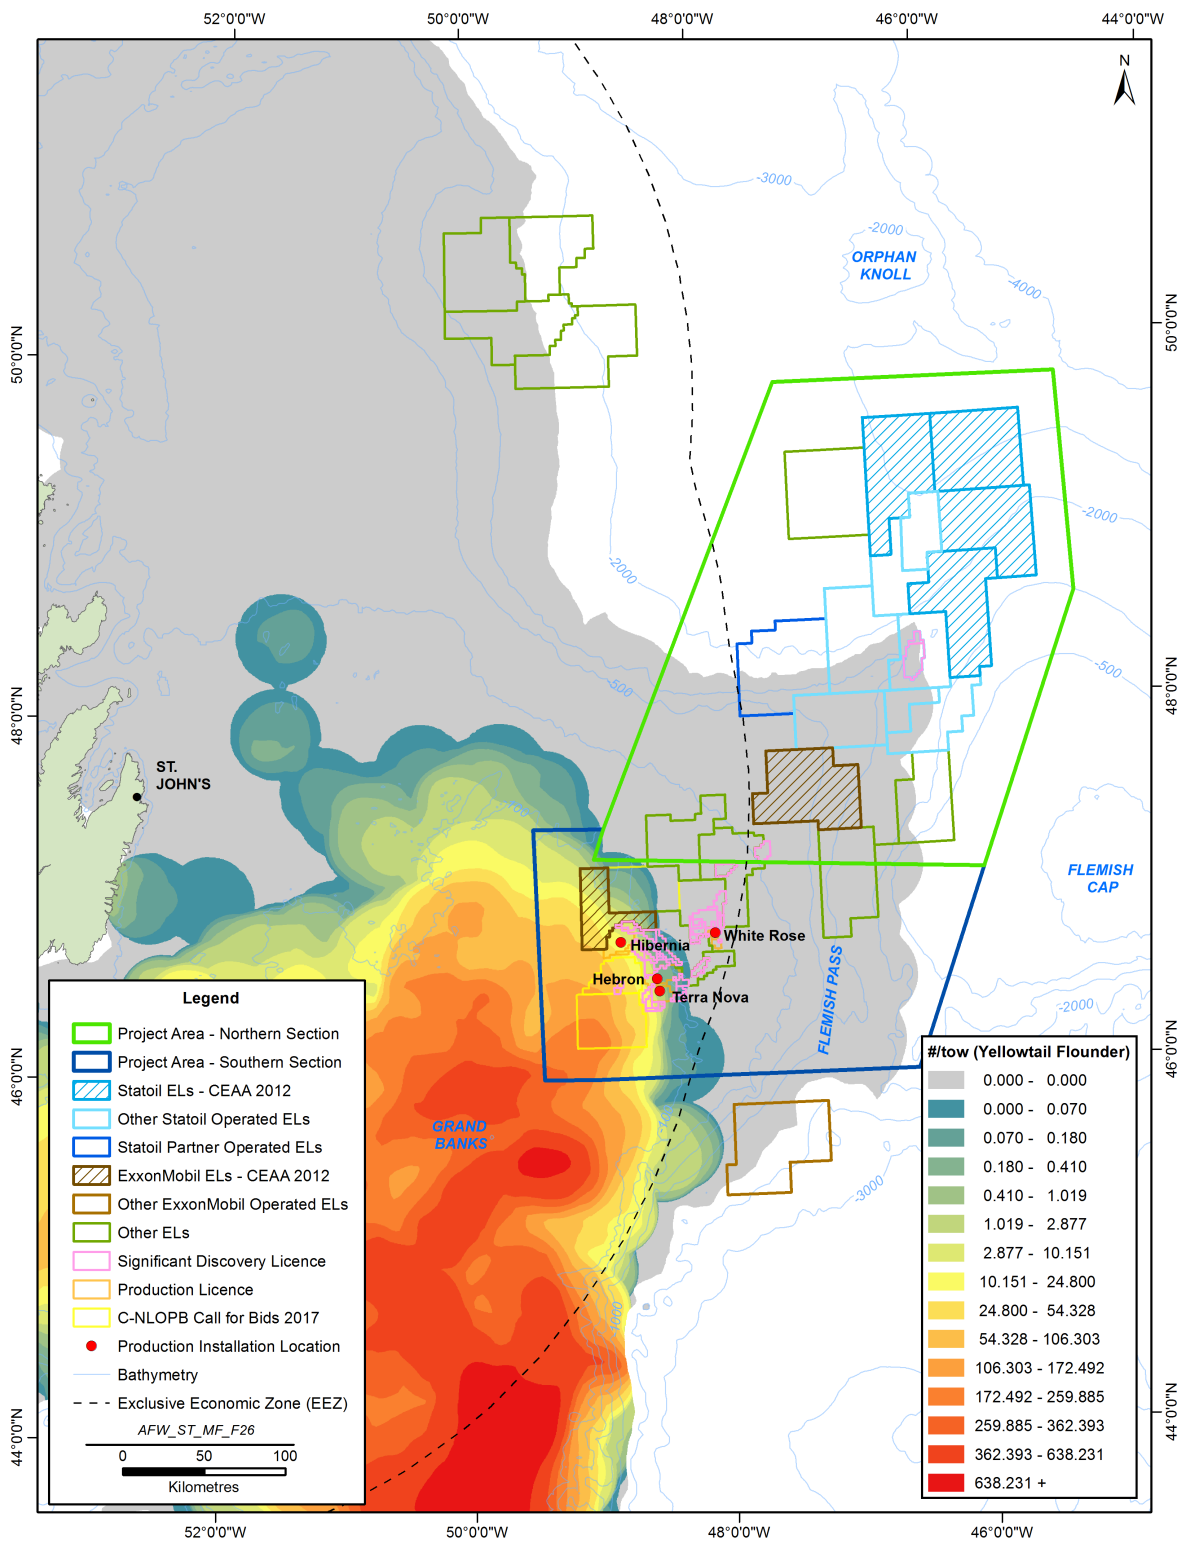 52°0'0"W
50°0'0"W
48°0'0"W
46°0'0"W
44°0'0"W
N
-3000
-2000
ORPHAN
KNOLL
-4000
50°0'0"N
50°0'0"N
-2000
-2000
-500
-500
48°0'0"N
48°0'0"N
ST.
JOHN'S
-100
FLEMISH
CAP
White Rose
Hibernia
Hebron
Terra Nova
FLEMISH PASS
-2000
46°0'0"N
46°0'0"N
-100
GRAND
BANKS
-3000
-1000
44°0'0"N
44°0'0"N
Legend
Project Area - Northern Section
Project Area - Southern Section
Statoil ELs - CEAA 2012
Other Statoil Operated ELs
Statoil Partner Operated ELs
ExxonMobil ELs - CEAA 2012
Other ExxonMobil Operated ELs
Other ELs
Significant Discovery Licence
Production Licence
C-NLOPB Call for Bids 2017
Production Installation Location
Bathymetry
Exclusive Economic Zone (EEZ)
AFW_ST_MF_F26
0 50 100
Kilometres
#/tow (Yellowtail Flounder)
0.000 - 0.000
0.000 - 0.070
0.070 - 0.180
0.180 - 0.410
0.410 - 1.019
1.019 - 2.877
2.877 - 10.151
10.151 - 24.800
24.800 - 54.328
54.328 - 106.303
106.303 - 172.492
172.492 - 259.885
259.885 - 362.393
362.393 - 638.231
638.231 +
52°0'0"W
50°0'0"W
48°0'0"W
46°0'0"W